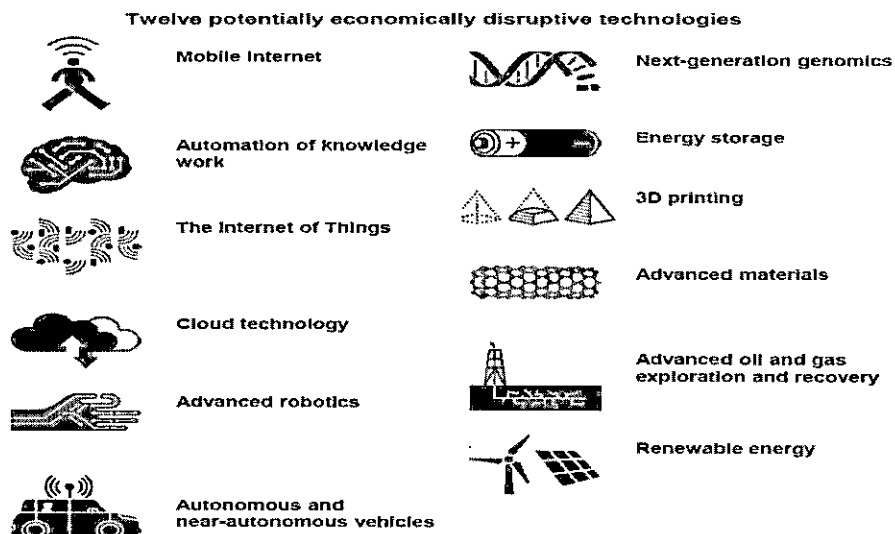 Twelve potentially economically disruptive technologies
Mobile Internet
Automation of knowledge
work
The Internet of Things
Cloud technology
Advanced robotics
Autonomous and
near-autonomous vehicles
Next-generation genomics
Energy storage
3D printing
Advanced materials
Advanced oil and gas
exploration and recovery
Renewable energy